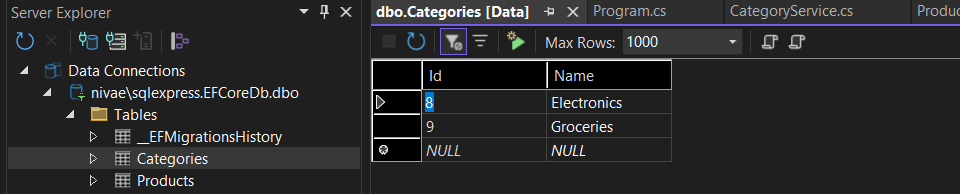 Server Explorer
Data Connections
nivae\sqlexpress.EFCoreDb.dbo
Tables
__EFMigrationsHistory
Categories
Products
dbo.Categories [Data]
Program.cs
CategoryService.cs
Produc
Max Rows: 1000
Id Name
8 Electronics
9 Groceries
NULL NULL